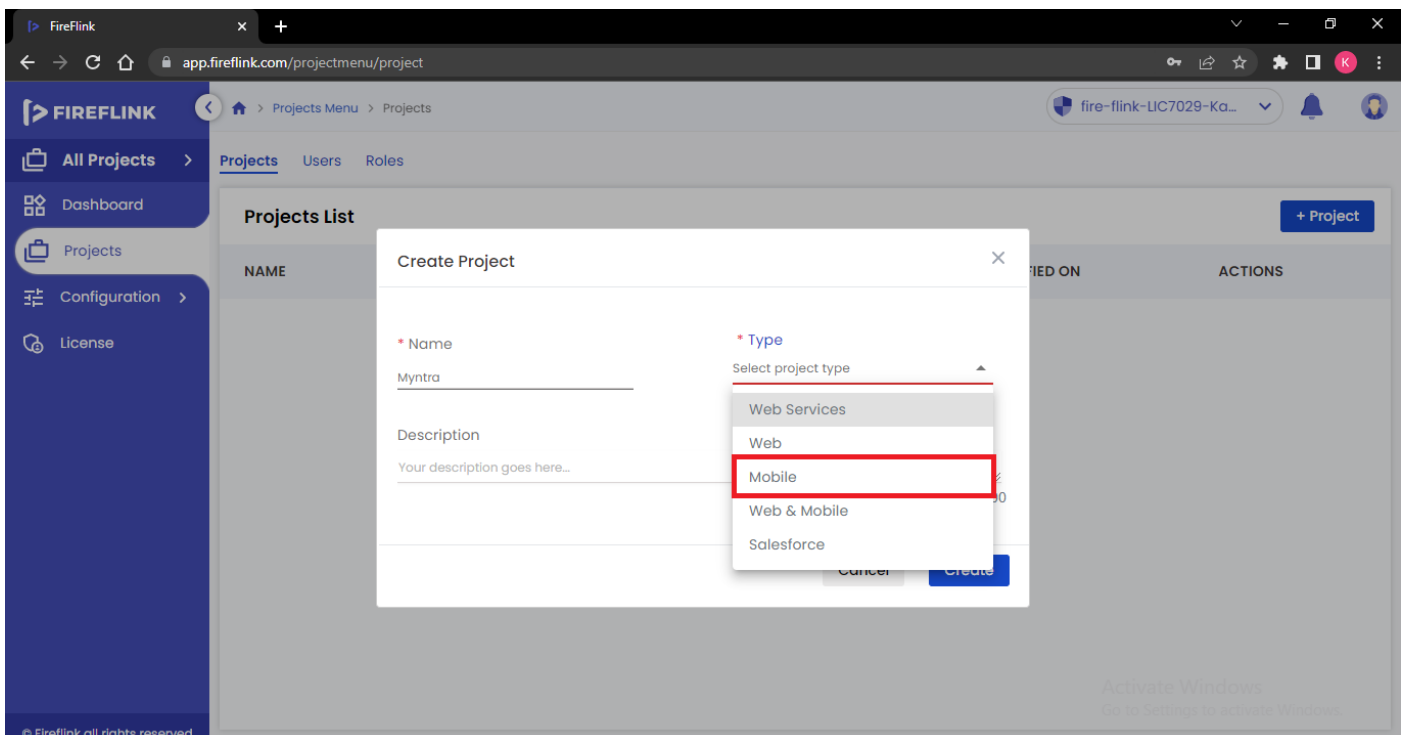 FireFlink
app.fireflink.com/projectmenu/project
K
FIREFLINK
Projects Menu > Projects
fire-flink-LIC7029-Ka...
All Projects
Projects Users Roles
Dashboard
Projects List
+ Project
Projects
Create Project
NAME
FIED ON
ACTIONS
Configuration
License
* Name
* Type
Myntra
Select project type
Web Services
Description
Web
Your description goes here...
Mobile
Web & Mobile
Salesforce
Cancel
Create
Activate Windows
Go to Settings to activate Windows.
© Fireflink all rights reserved